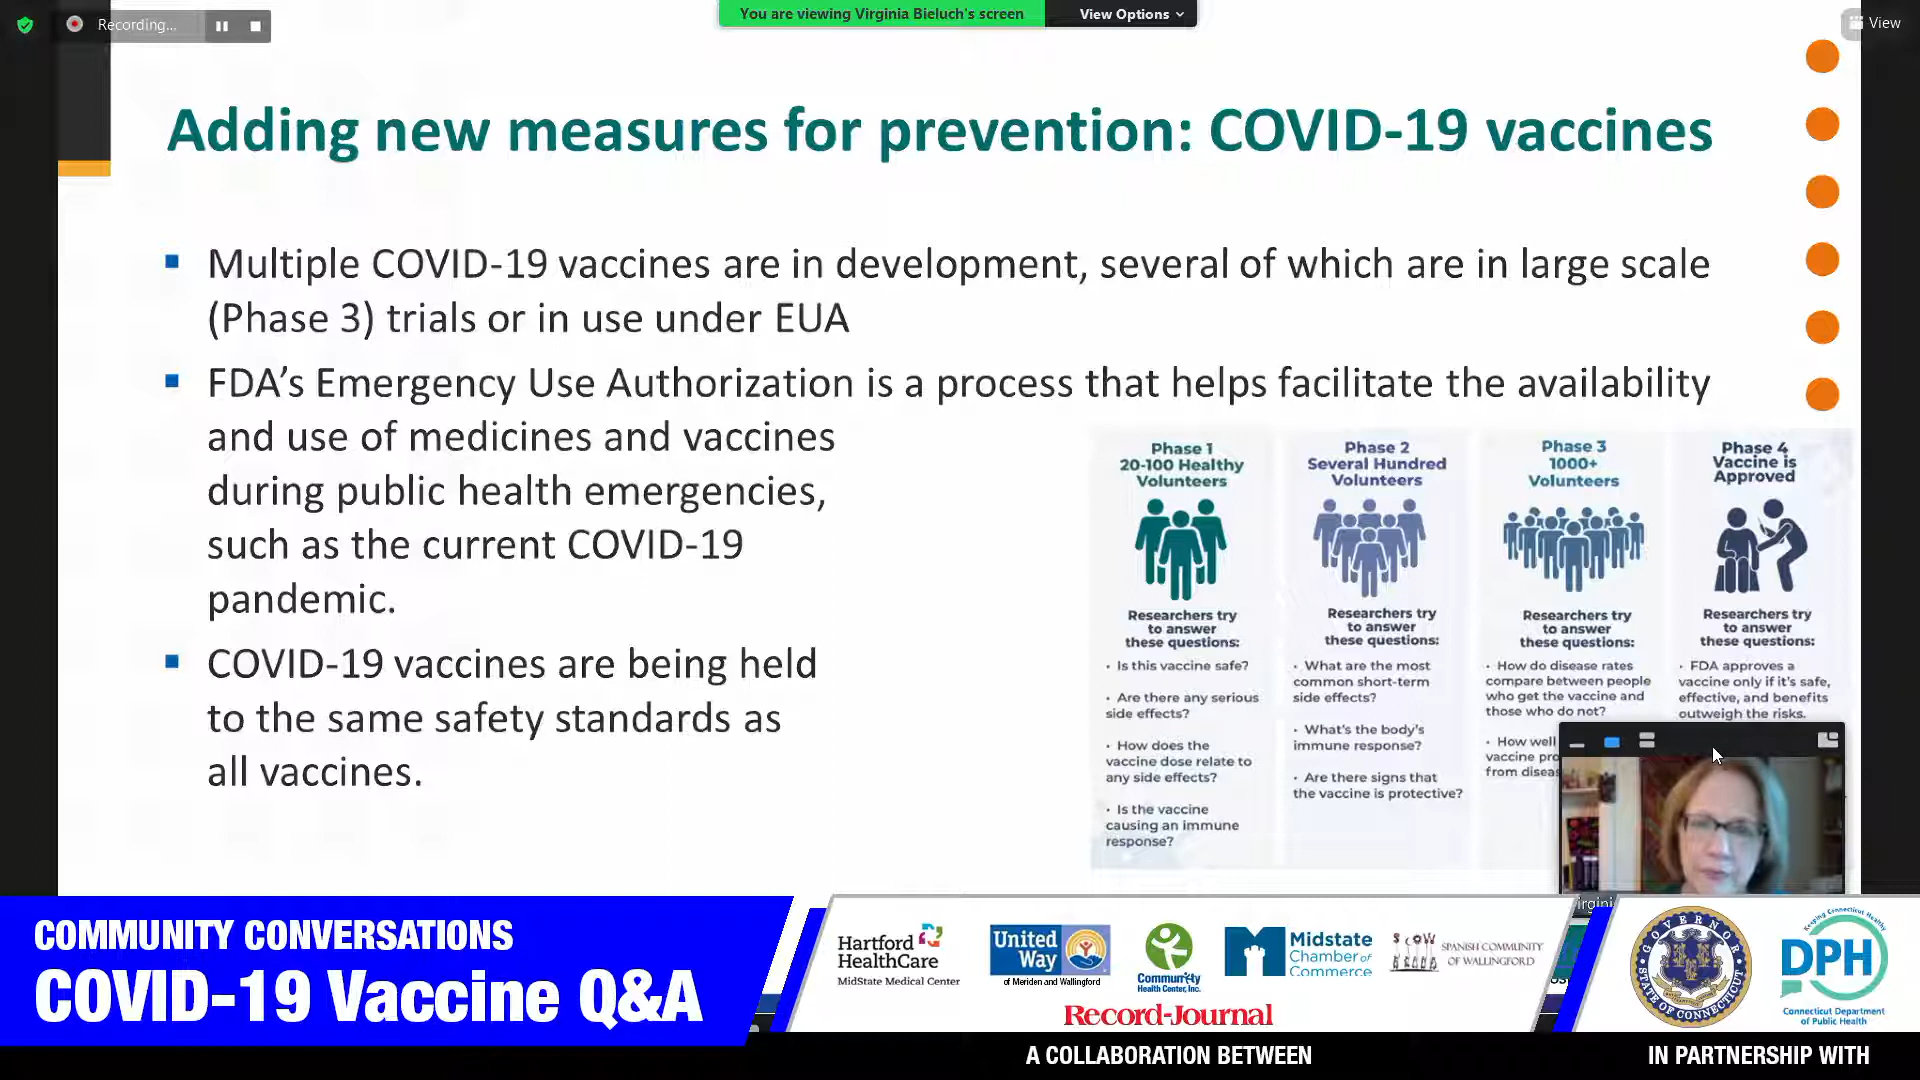 Recording...
You are viewing Virginia Bieluch's screen
View Options
View
Adding new measures for prevention: COVID-19 vaccines
Multiple COVID-19 vaccines are in development, several of which are in large scale
(Phase 3) trials or in use under EUA
FDA’s Emergency Use Authorization is a process that helps facilitate the availability
and use of medicines and vaccines
during public health emergencies,
such as the current COVID-19
pandemic.
COVID-19 vaccines are being held
to the same safety standards as
all vaccines.
Phase 1
20-100 Healthy
Volunteers
Researchers try
to answer
these questions:
• Is this vaccine safe?
• Are there any serious
side effects?
• How does the
vaccine dose relate to
any side effects?
• Is the vaccine
causing an immune
response?
Phase 2
Several Hundred
Volunteers
Researchers try
to answer
these questions:
• What are the most
common short-term
side effects?
• What's the body's
immune response?
• Are there signs that
the vaccine is protective?
Phase 3
1000+
Volunteers
Researchers try
to answer
these questions:
• How do disease rates
compare between people
who get the vaccine and
those who do not?
• How well
vaccine
from
Phase 4
Vaccine is
Approved
Researchers try
to answer
these questions:
• FDA approves a
vaccine only if it's safe,
effective, and benefits
outweigh the risks.
COMMUNITY CONVERSATIONS
COVID-19 Vaccine Q&A
Hartford
HealthCare
MidState Medical Center
United
Way
of Meriden and Wallingford
Community
Health Center, Inc.
Midstate
Chamber of
Commerce
SCOW
SPANISH COMMUNITY
OF WALLINGFORD
Record-Journal
A COLLABORATION BETWEEN
GOVERNOR
STATE OF CONNECTICUT
Keeping Connecticut Healthy
DPH
Connecticut Department
of Public Health
IN PARTNERSHIP WITH